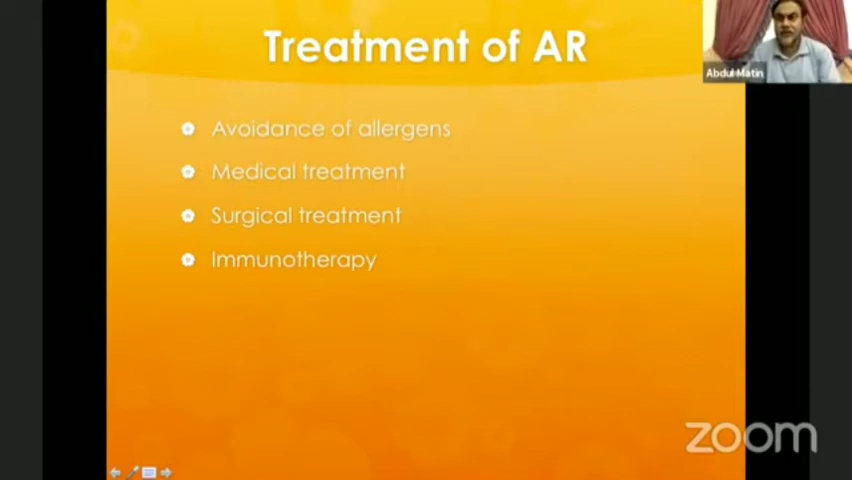 Treatment of AR
Abdul Matin
Avoidance of allergens
Medical treatment
Surgical treatment
Immunotherapy
zoom